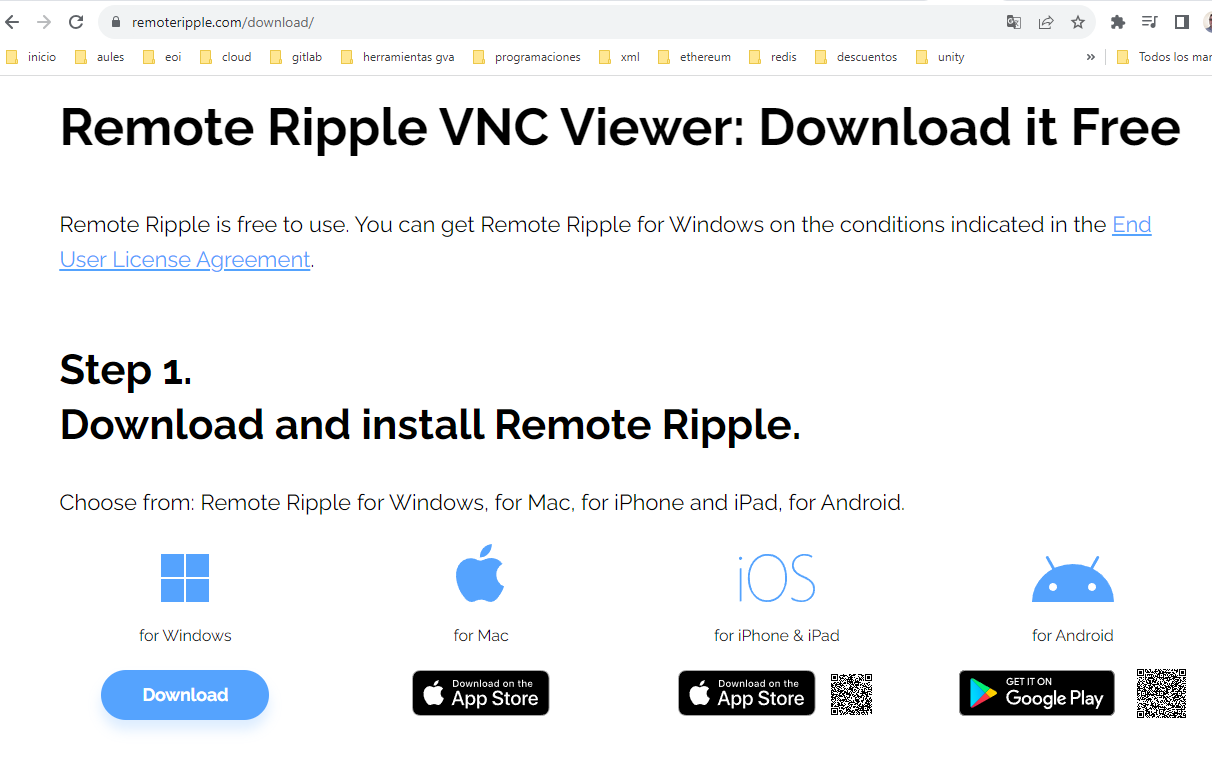 remoteripple.com/download/
inicio aules eoi cloud gitlab herramientas gva programaciones xml ethereum redis descuentos unity » Todos los mar
Remote Ripple VNC Viewer: Download it Free
Remote Ripple is free to use. You can get Remote Ripple for Windows on the conditions indicated in the End
User License Agreement.
Step 1.
Download and install Remote Ripple.
Choose from: Remote Ripple for Windows, for Mac, for iPhone and iPad, for Android.
iOS
for Windows for Mac for iPhone & iPad for Android
Download
Download on the
App Store
Download on the
App Store
GET IT ON
Google Play